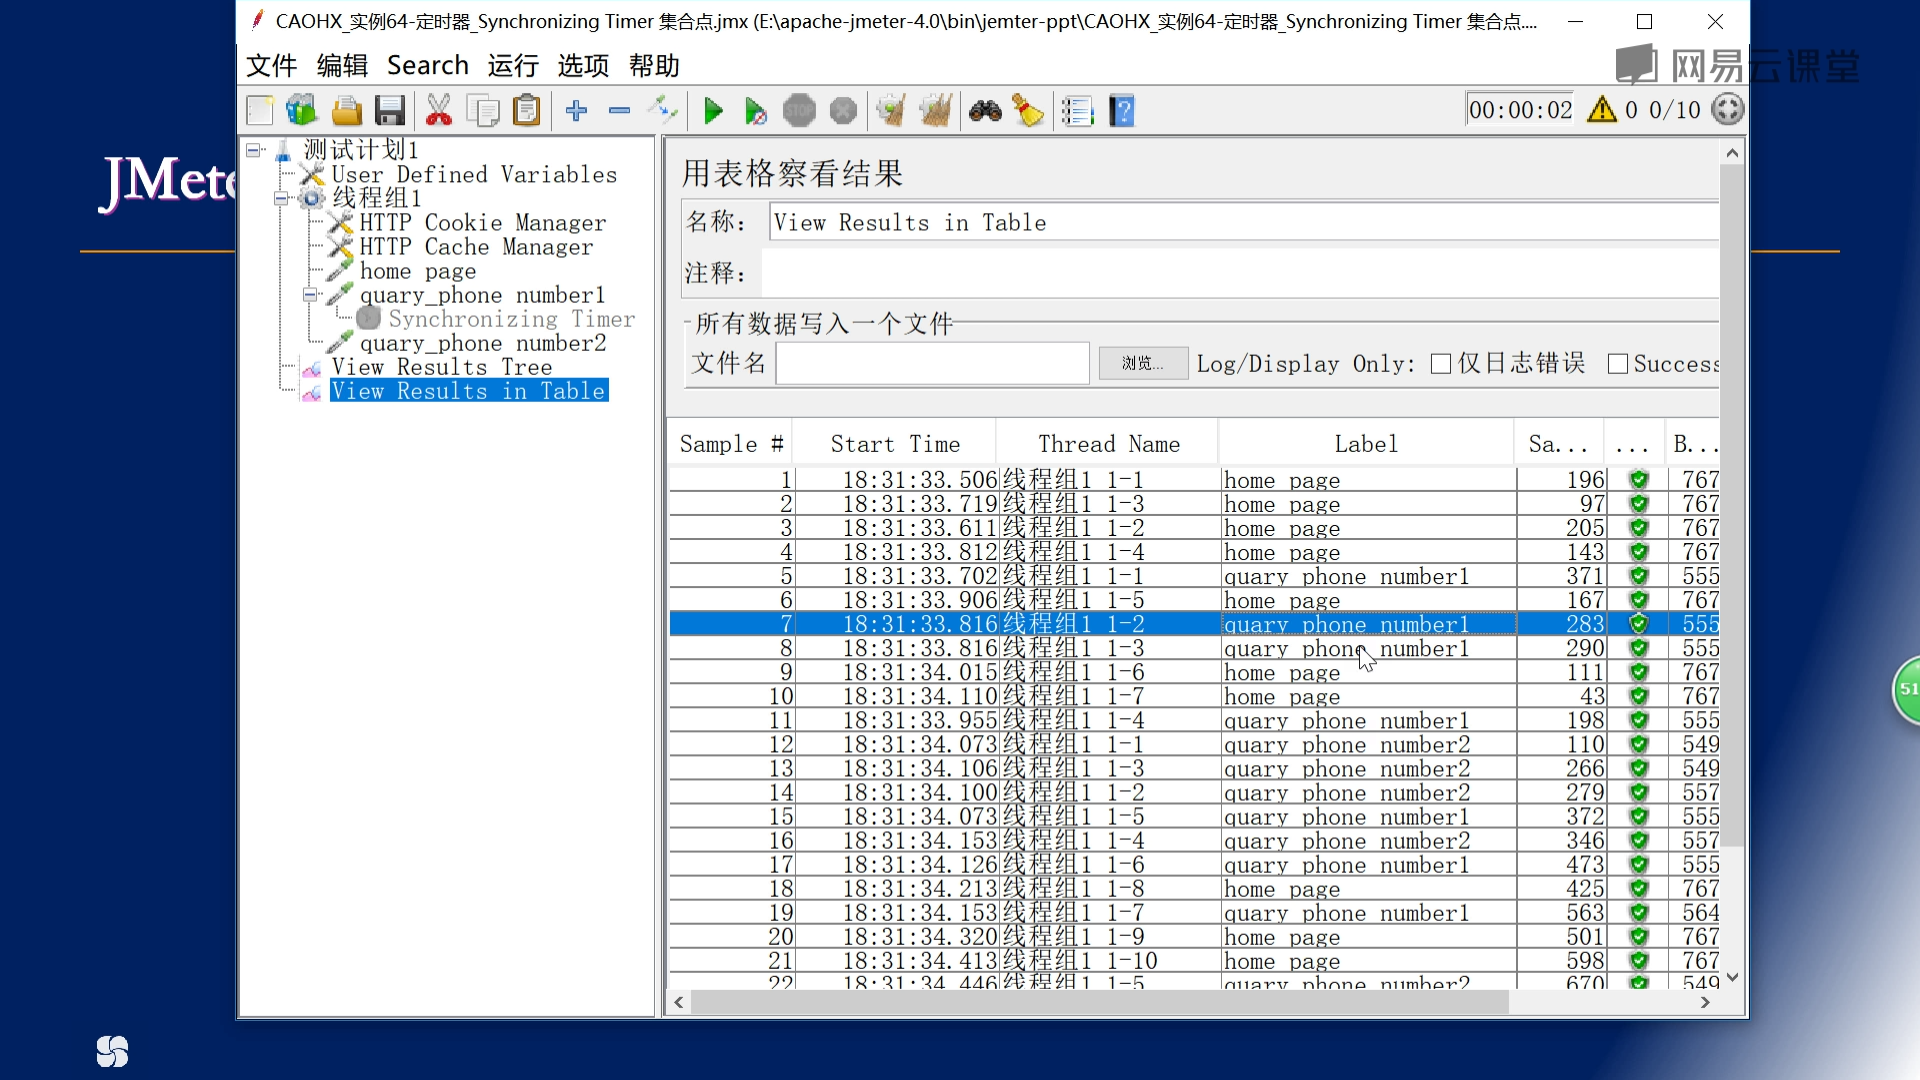 CAOHX_实例64-定时器_Synchronizing Timer 集合点.jmx (E:\apache-jmeter-4.0\bin\jemter-ppt\CAOHX_实例64-定时器_Synchronizing Timer 集合点....
文件 编辑 Search 运行 选项 帮助
网易云课堂
STOP
00:00:02 0 0/10
JMete
测试计划1
User Defined Variables
线程组1
HTTP Cookie Manager
HTTP Cache Manager
home page
quary_phone number1
Synchronizing Timer
quary_phone number2
View Results Tree
View Results in Table
用表格察看结果
名称： View Results in Table
注释：
所有数据写入一个文件
文件名 浏览... Log/Display Only: 仅日志错误 Success
Sample # Start Time Thread Name Label Sa... ... B...
1 18:31:33.506 线程组1 1-1 home page 196 767
2 18:31:33.719 线程组1 1-3 home page 97 767
3 18:31:33.611 线程组1 1-2 home page 205 767
4 18:31:33.812 线程组1 1-4 home page 143 767
5 18:31:33.702 线程组1 1-1 quary_phone number1 371 555
6 18:31:33.906 线程组1 1-5 home page 167 767
7 18:31:33.816 线程组1 1-2 quary_phone number1 283 555
8 18:31:33.816 线程组1 1-3 quary_phone number1 290 555
9 18:31:34.015 线程组1 1-6 home page 111 767
10 18:31:34.110 线程组1 1-7 home page 43 767
11 18:31:33.955 线程组1 1-4 quary_phone number1 198 555
12 18:31:34.073 线程组1 1-1 quary_phone number2 110 549
13 18:31:34.106 线程组1 1-3 quary_phone number2 266 549
14 18:31:34.100 线程组1 1-2 quary_phone number2 279 557
15 18:31:34.073 线程组1 1-5 quary_phone number1 372 555
16 18:31:34.153 线程组1 1-4 quary_phone number2 346 557
17 18:31:34.126 线程组1 1-6 quary_phone number1 473 555
18 18:31:34.213 线程组1 1-8 home page 425 767
19 18:31:34.153 线程组1 1-7 quary_phone number1 563 564
20 18:31:34.320 线程组1 1-9 home page 501 767
21 18:31:34.413 线程组1 1-10 home page 598 767
22 18:31:34.446 线程组1 1-5 quary_phone number2 670 549
51